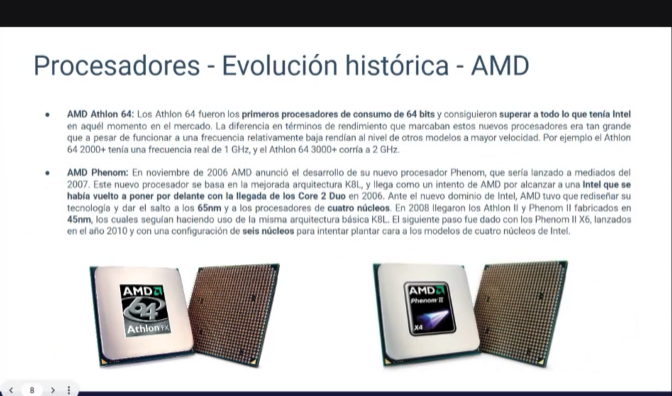 Procesadores - Evolución histórica - AMD
AMD Athlon 64: Los Athlon 64 fueron los primeros procesadores de consumo de 64 bits y consiguieron superar a todo lo que tenía Intel
en aquél momento en el mercado. La diferencia en términos de rendimiento que marcaban estos nuevos procesadores era tan grande
que a pesar de funcionar a una frecuencia relativamente baja rendían al nivel de otros modelos a mayor velocidad. Por ejemplo el Athlon
64 2000+ tenía una frecuencia real de 1 GHz, y el Athlon 64 3000+ corría a 2 GHz.
AMD Phenom: En noviembre de 2006 AMD anunció el desarrollo de su nuevo procesador Phenom, que sería lanzado a mediados del
2007. Este nuevo procesador se basa en la mejorada arquitectura K8L, y llega como un intento de AMD por alcanzar a una Intel que se
había vuelto a poner por delante con la llegada de los Core 2 Duo en 2006. Ante el nuevo dominio de Intel, AMD tuvo que rediseñar su
tecnología y dar el salto a los 65nm y a los procesadores de cuatro núcleos. En 2008 llegaron los Athlon II y Phenom II fabricados en
45nm, los cuales seguían haciendo uso de la misma arquitectura básica K8L. El siguiente paso fue dado con los Phenom II X6, lanzados
en el año 2010 y con una configuración de seis núcleos para intentar plantar cara a los modelos de cuatro núcleos de Intel.
AMD
64
Athlon FX
AMD
Phenom II
X4
8